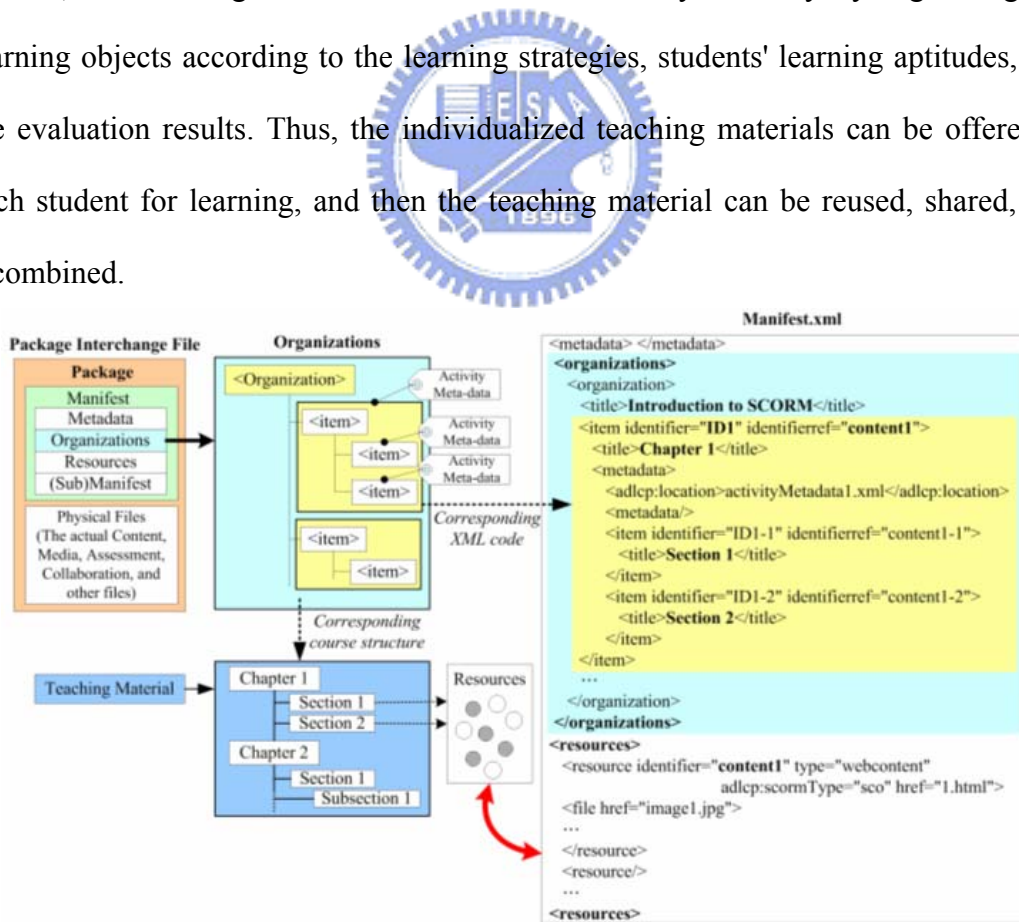 arning objects according to the learning strategies, students' learning aptitudes,
e evaluation results. Thus, the individualized teaching materials can be offere
ch student for learning, and then the teaching material can be reused, shared,
combined.
ES
1896
Package Interchange File
Package
Manifest
Metadata
Organizations
Resources
(Sub)Manifest
Physical Files
(The actual Content,
Media, Assessment,
Collaboration, and
other files)
Organizations
<Organization>
<item>
<item>
<item>
<item>
<item>
Activity
Meta-data
Activity
Meta-data
Activity
Meta-data
Corresponding
XML code
Corresponding
course structure
Teaching Material
Chapter 1
Section 1
Section 2
Chapter 2
Section 1
Subsection 1
Resources
Manifest.xml
<metadata> </metadata>
<organizations>
<organization>
<title>Introduction to SCORM</title>
<item identifier="ID1" identifierref="content1">
<title>Chapter 1</title>
<metadata>
<adlcp:location>activityMetadata1.xml</adlcp:location>
<metadata/>
<item identifier="ID1-1" identifierref="content1-1">
<title>Section 1</title>
</item>
<item identifier="ID1-2" identifierref="content1-2">
<title>Section 2</title>
</item>
</item>
...
</organization>
</organizations>
<resources>
<resource identifier="content1" type="webcontent"
adlcp:scormType="sco" href="1.html">
<file href="image1.jpg">
...
</resource>
<resource/>
...
<resources>